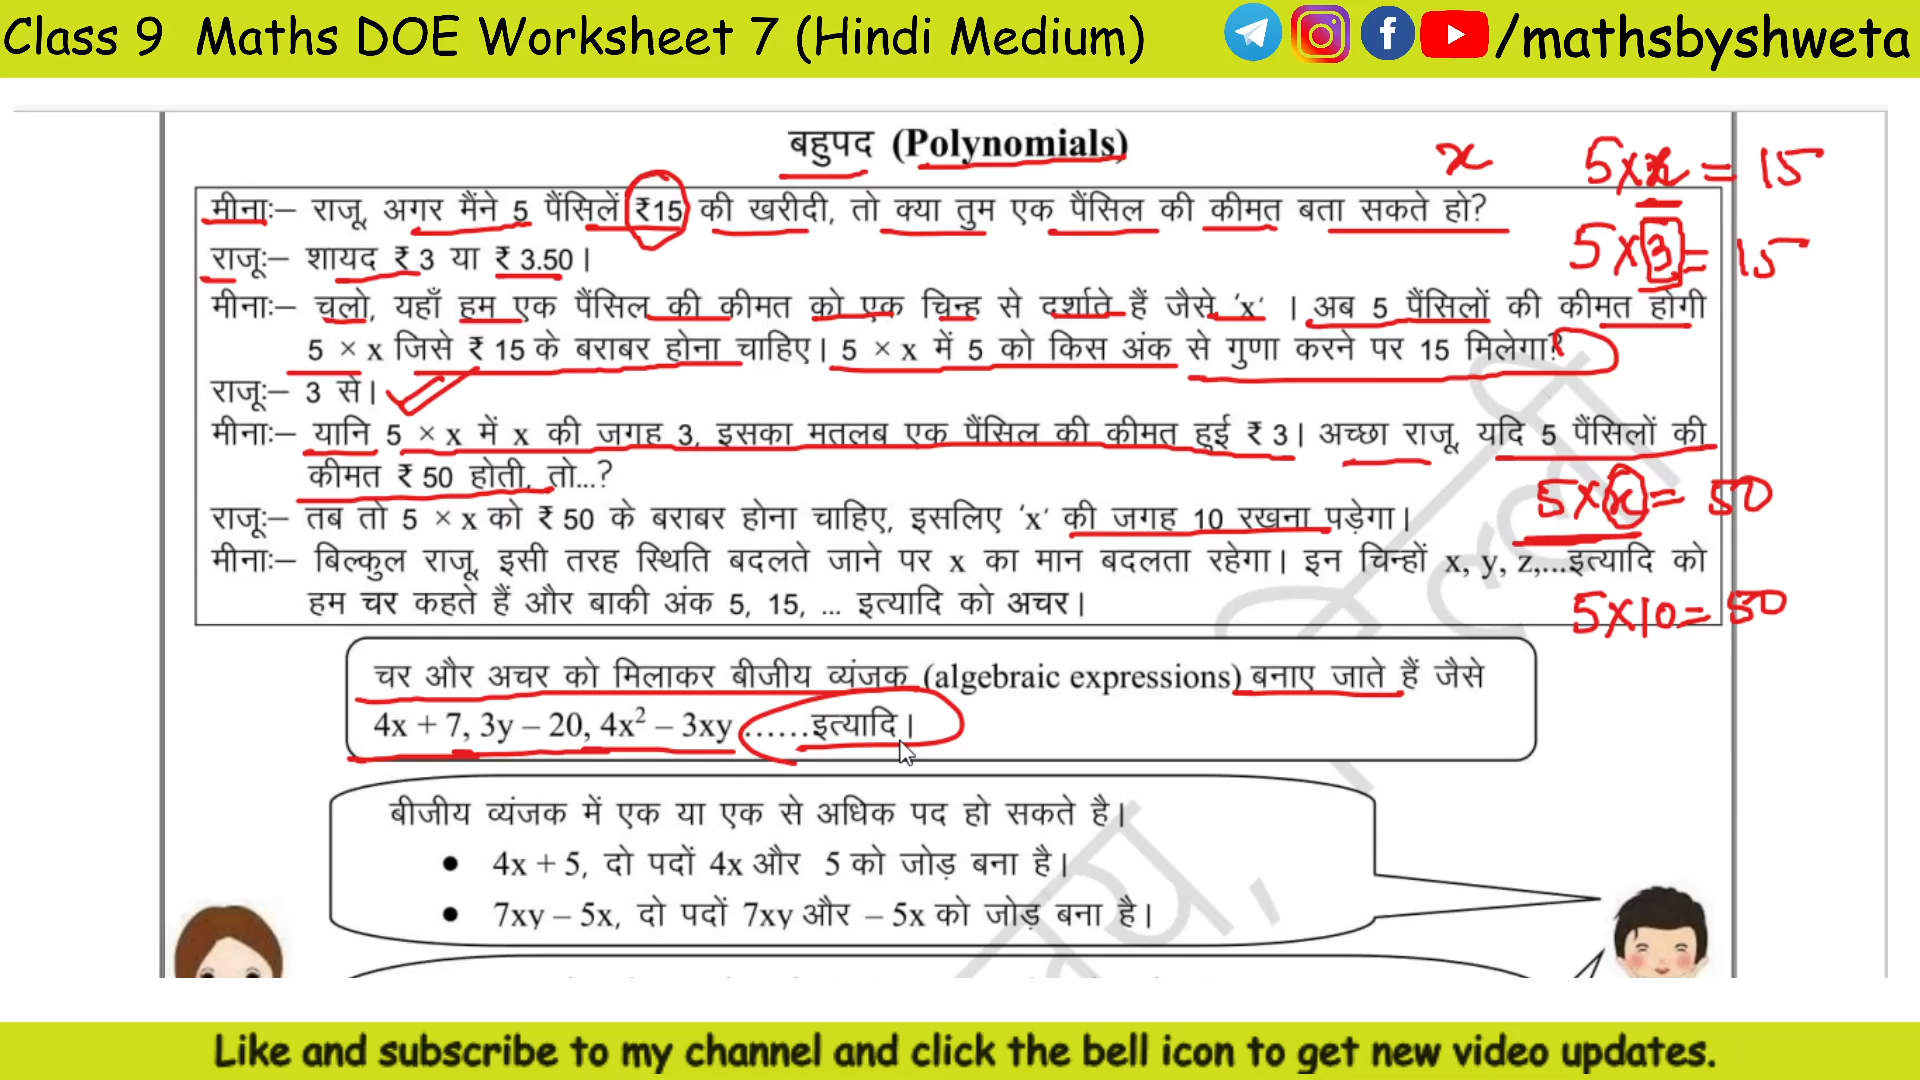 Class 9 Maths DOE Worksheet 7 (Hindi Medium) /mathsbyshweta
बहुपद (Polynomials)
x
5×x = 15
मीनाः– राजू, अगर मैंने 5 पैंसिलें ₹15 की खरीदी, तो क्या तुम एक पैंसिल की कीमत बता सकते हो?
5×3 = 15
राजूः– शायद ₹ 3 या ₹ 3.50।
मीनाः– चलो, यहाँ हम एक पैंसिल की कीमत को एक चिन्ह से दर्शाते हैं जैसे 'x' । अब 5 पैंसिलों की कीमत होगी
5 × x जिसे ₹ 15 के बराबर होना चाहिए। 5 × x में 5 को किस अंक से गुणा करने पर 15 मिलेगा?
राजूः– 3 से।
मीनाः– यानि 5 × x में x की जगह 3, इसका मतलब एक पैंसिल की कीमत हुई ₹ 3। अच्छा राजू, यदि 5 पैंसिलों की
कीमत ₹ 50 होती, तो...?
5×x = 50
राजूः– तब तो 5 × x को ₹ 50 के बराबर होना चाहिए, इसलिए 'x' की जगह 10 रखना पड़ेगा।
मीनाः– बिल्कुल राजू, इसी तरह स्थिति बदलते जाने पर x का मान बदलता रहेगा। इन चिन्हों x, y, z,...इत्यादि को
हम चर कहते हैं और बाकी अंक 5, 15, ... इत्यादि को अचर।
5×10=50
चर और अचर को मिलाकर बीजीय व्यंजक (algebraic expressions) बनाए जाते हैं जैसे
4x + 7, 3y – 20, 4x² – 3xy ......इत्यादि।
बीजीय व्यंजक में एक या एक से अधिक पद हो सकते है।
• 4x + 5, दो पदों 4x और 5 को जोड़ बना है।
• 7xy – 5x, दो पदों 7xy और – 5x को जोड़ बना है।
Like and subscribe to my channel and click the bell icon to get new video updates.